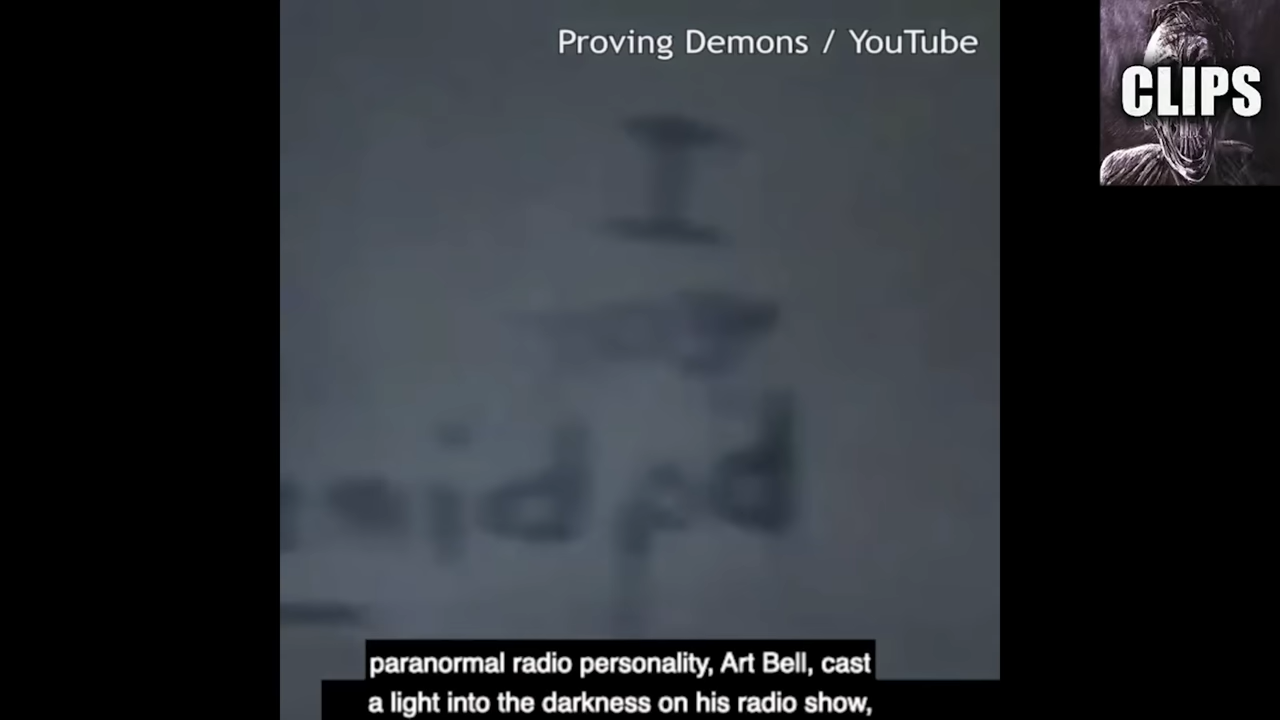 Proving Demons / YouTube
CLIPS
I
paranormal radio personality, Art Bell, cast
a light into the darkness on his radio show,